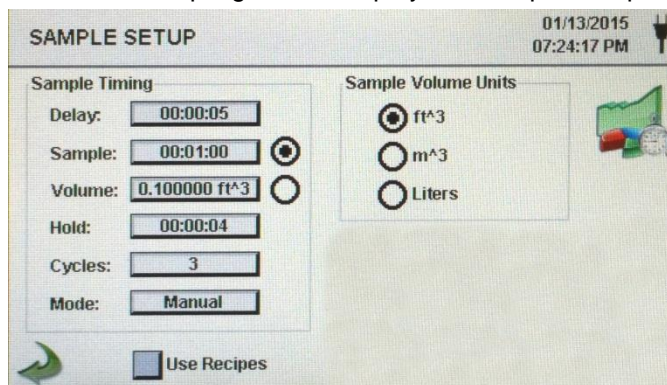 SAMPLE SETUP
01/13/2015
07:24:17 PM
Sample Timing
Delay: 00:00:05
Sample: 00:01:00
Volume: 0.100000 ft^3
Hold: 00:00:04
Cycles: 3
Mode: Manual
Use Recipes
Sample Volume Units
ft^3
m^3
Liters